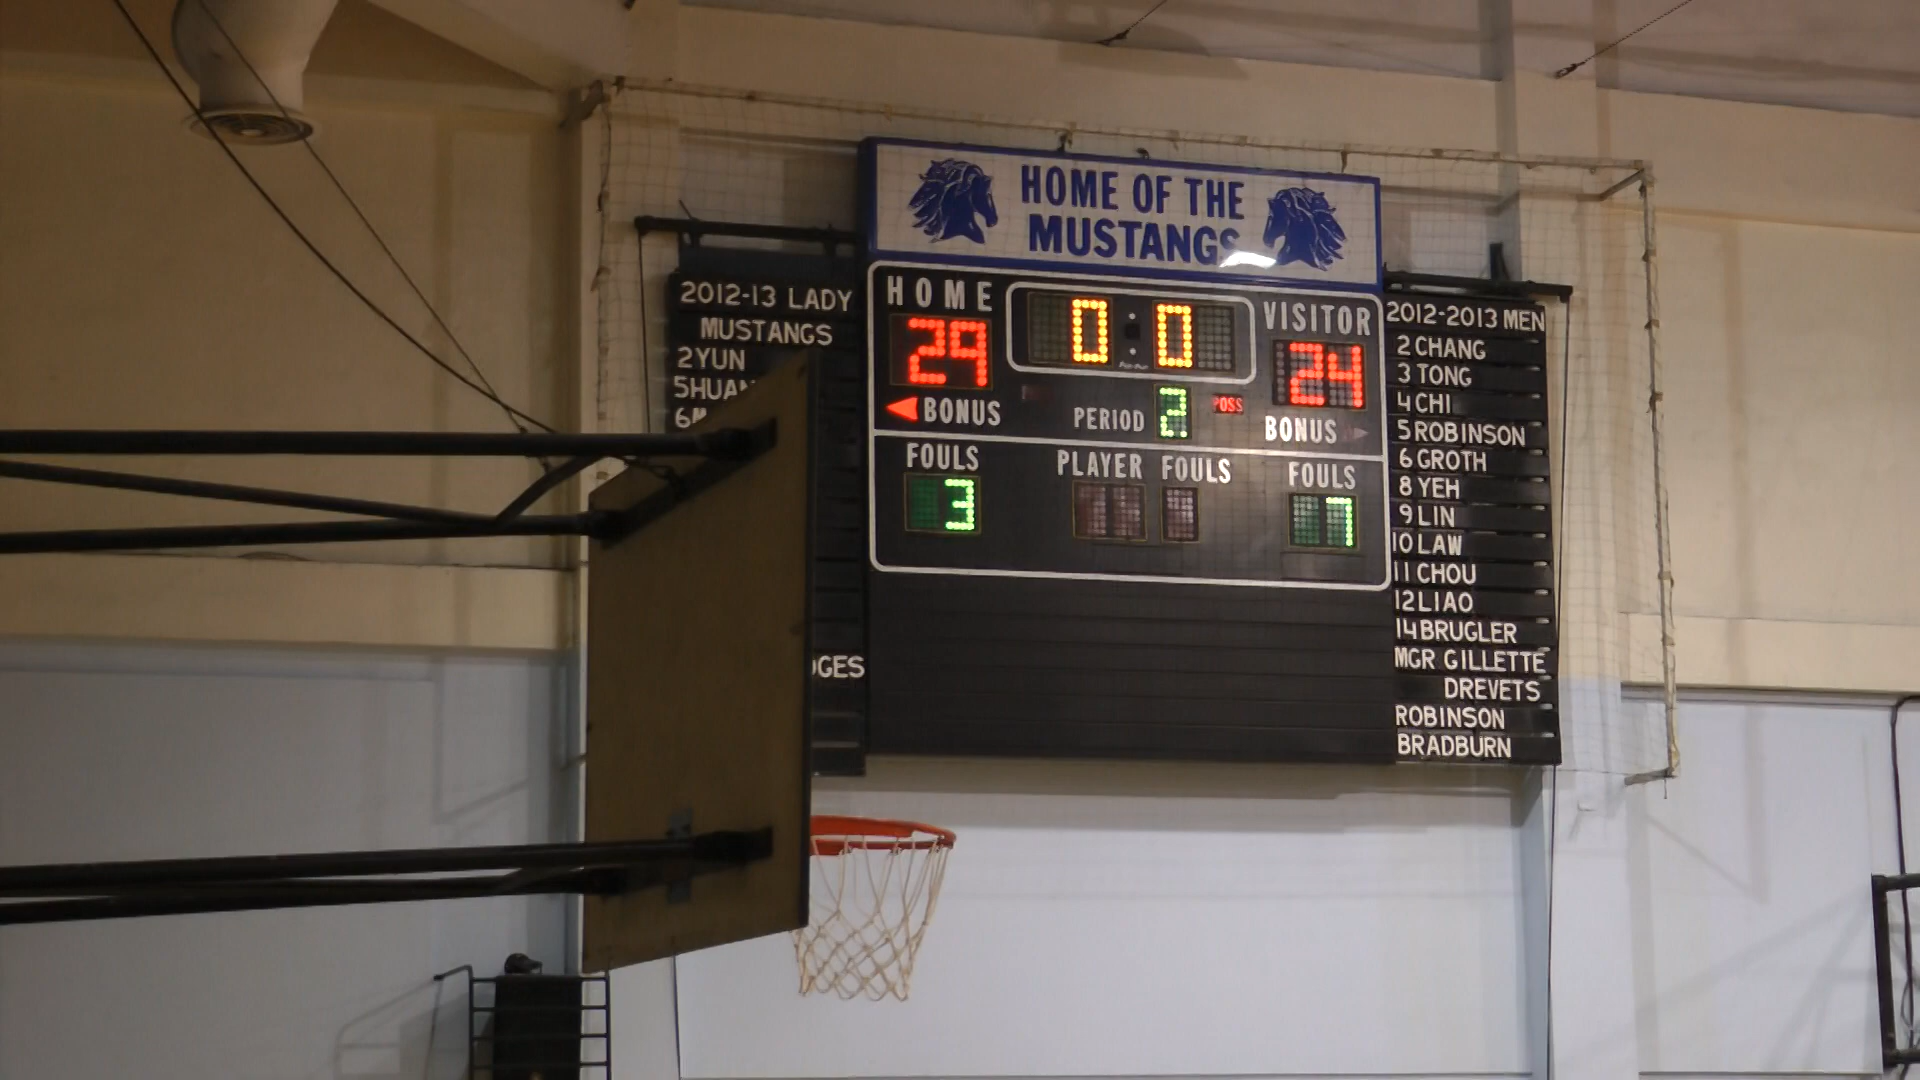 HOME OF THE
MUSTANGS
2012-13 LADY
MUSTANGS
2 YUN
HOME
29
0:0
VISITOR
24
BONUS
PERIOD 2
POSS
BONUS
FOULS
3
PLAYER FOULS
FOULS
7
2012-2013 MEN
2 CHANG
3 TONG
4 CHI
5 ROBINSON
6 GROTH
8 YEH
9 LIN
10 LAW
11 CHOU
12 LIAO
14 BRUGLER
MGR GILLETTE
DREVETS
ROBINSON
BRADBURN